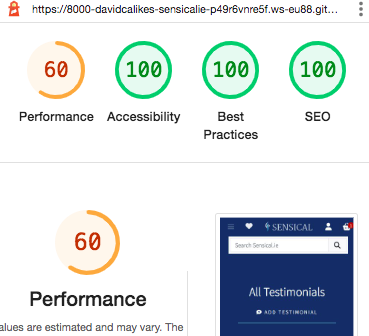 https://8000-davidcalikes-sensicalie-p49r6vnre5f.ws-eu88.git...
60
100
100
100
Performance
Accessibility
Best
Practices
SEO
60
Performance
alues are estimated and may vary. The
SENSICAL
Search Sensical.ie
All Testimonials
ADD TESTIMONIAL